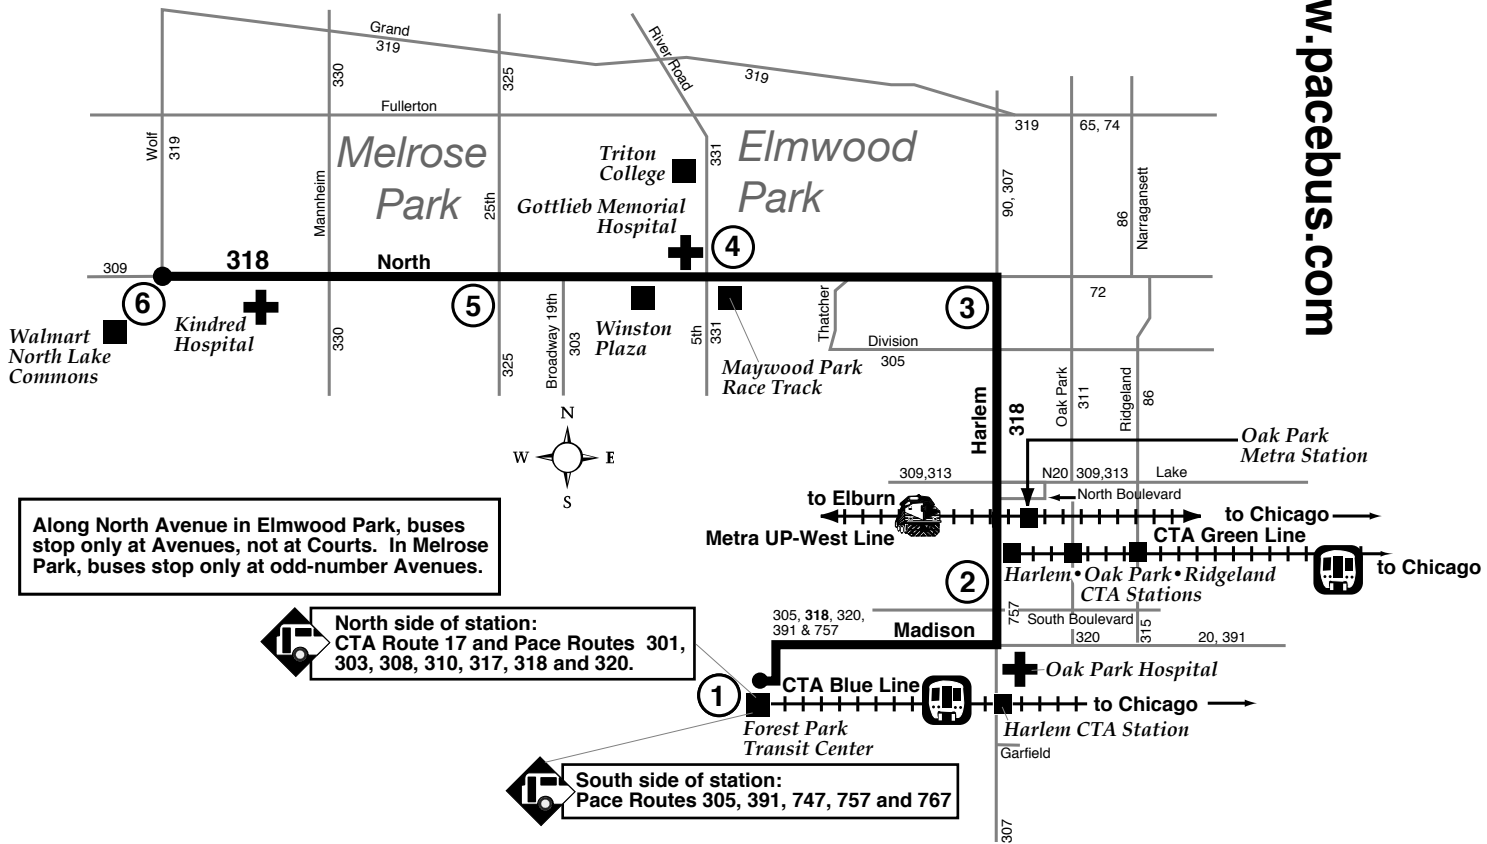 Grand
319
River Road
319
330
325
Fullerton
319
65, 74
Wolf
319
Melrose
Park
Triton
College
331
Elmwood
Park
90, 307
86
Narragansett
Mannheim
25th
Gottlieb Memorial
Hospital
4
309
318
North
6
Kindred
Hospital
5
3
72
Walmart
North Lake
Commons
330
325
Broadway 19th
303
Winston
Plaza
5th
331
Maywood Park
Race Track
Thatcher
Division
305
Harlem
318
Oak Park
311
Ridgeland
86
N
W
E
S
Oak Park
Metra Station
309,313
N20
309,313
Lake
North Boulevard
to Elburn
Metra UP-West Line
to Chicago
CTA Green Line
to Chicago
Harlem•Oak Park•Ridgeland
CTA Stations
2
757
South Boulevard
320
315
20, 391
Along North Avenue in Elmwood Park, buses
stop only at Avenues, not at Courts. In Melrose
Park, buses stop only at odd-number Avenues.
North side of station:
CTA Route 17 and Pace Routes 301,
303, 308, 310, 317, 318 and 320.
305, 318, 320,
391 & 757
Madison
1
CTA Blue Line
to Chicago
Oak Park Hospital
Harlem CTA Station
Forest Park
Transit Center
Garfield
307
South side of station:
Pace Routes 305, 391, 747, 757 and 767
w.pacebus.com